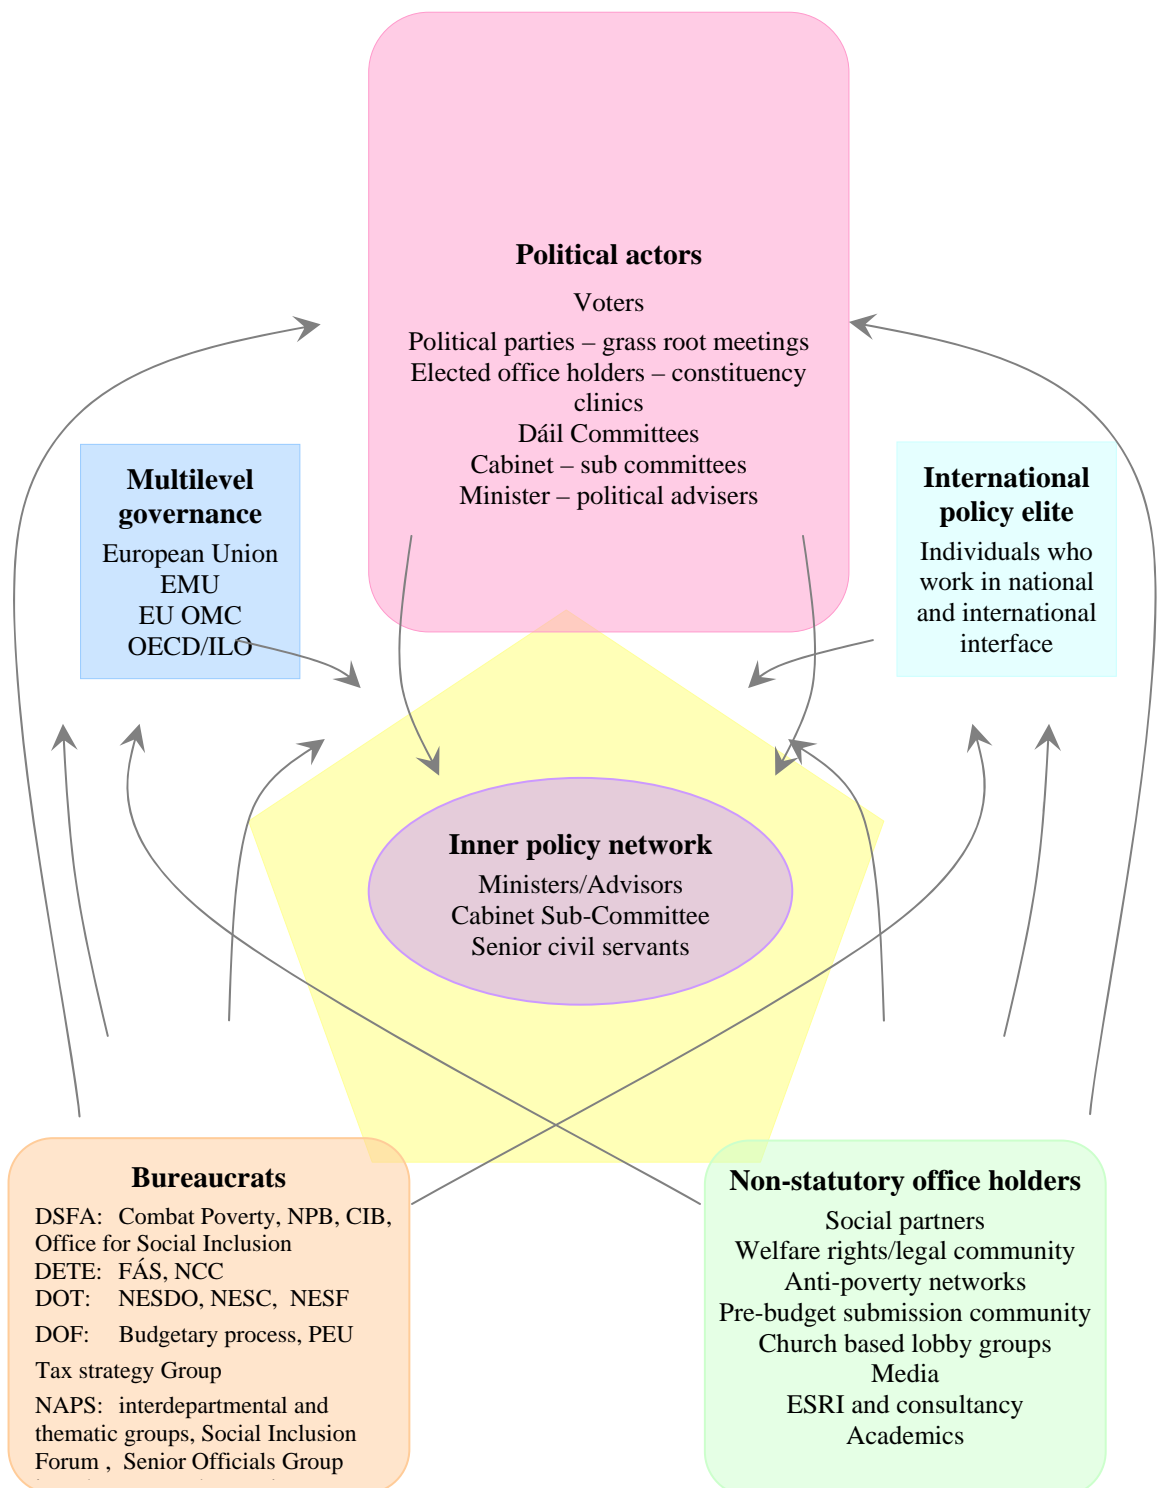 Political actors
Voters
Political parties – grass root meetings
Elected office holders – constituency
clinics
Dáil Committees
Cabinet – sub committees
Minister – political advisers
Multilevel
governance
European Union
EMU
EU OMC
OECD/ILO
International
policy elite
Individuals who
work in national
and international
interface
Inner policy network
Ministers/Advisors
Cabinet Sub-Committee
Senior civil servants
Bureaucrats
DSFA: Combat Poverty, NPB, CIB,
Office for Social Inclusion
DETE: FÁS, NCC
DOT: NESDO, NESC, NESF
DOF: Budgetary process, PEU
Tax strategy Group
NAPS: interdepartmental and
thematic groups, Social Inclusion
Forum , Senior Officials Group
Non-statutory office holders
Social partners
Welfare rights/legal community
Anti-poverty networks
Pre-budget submission community
Church based lobby groups
Media
ESRI and consultancy
Academics